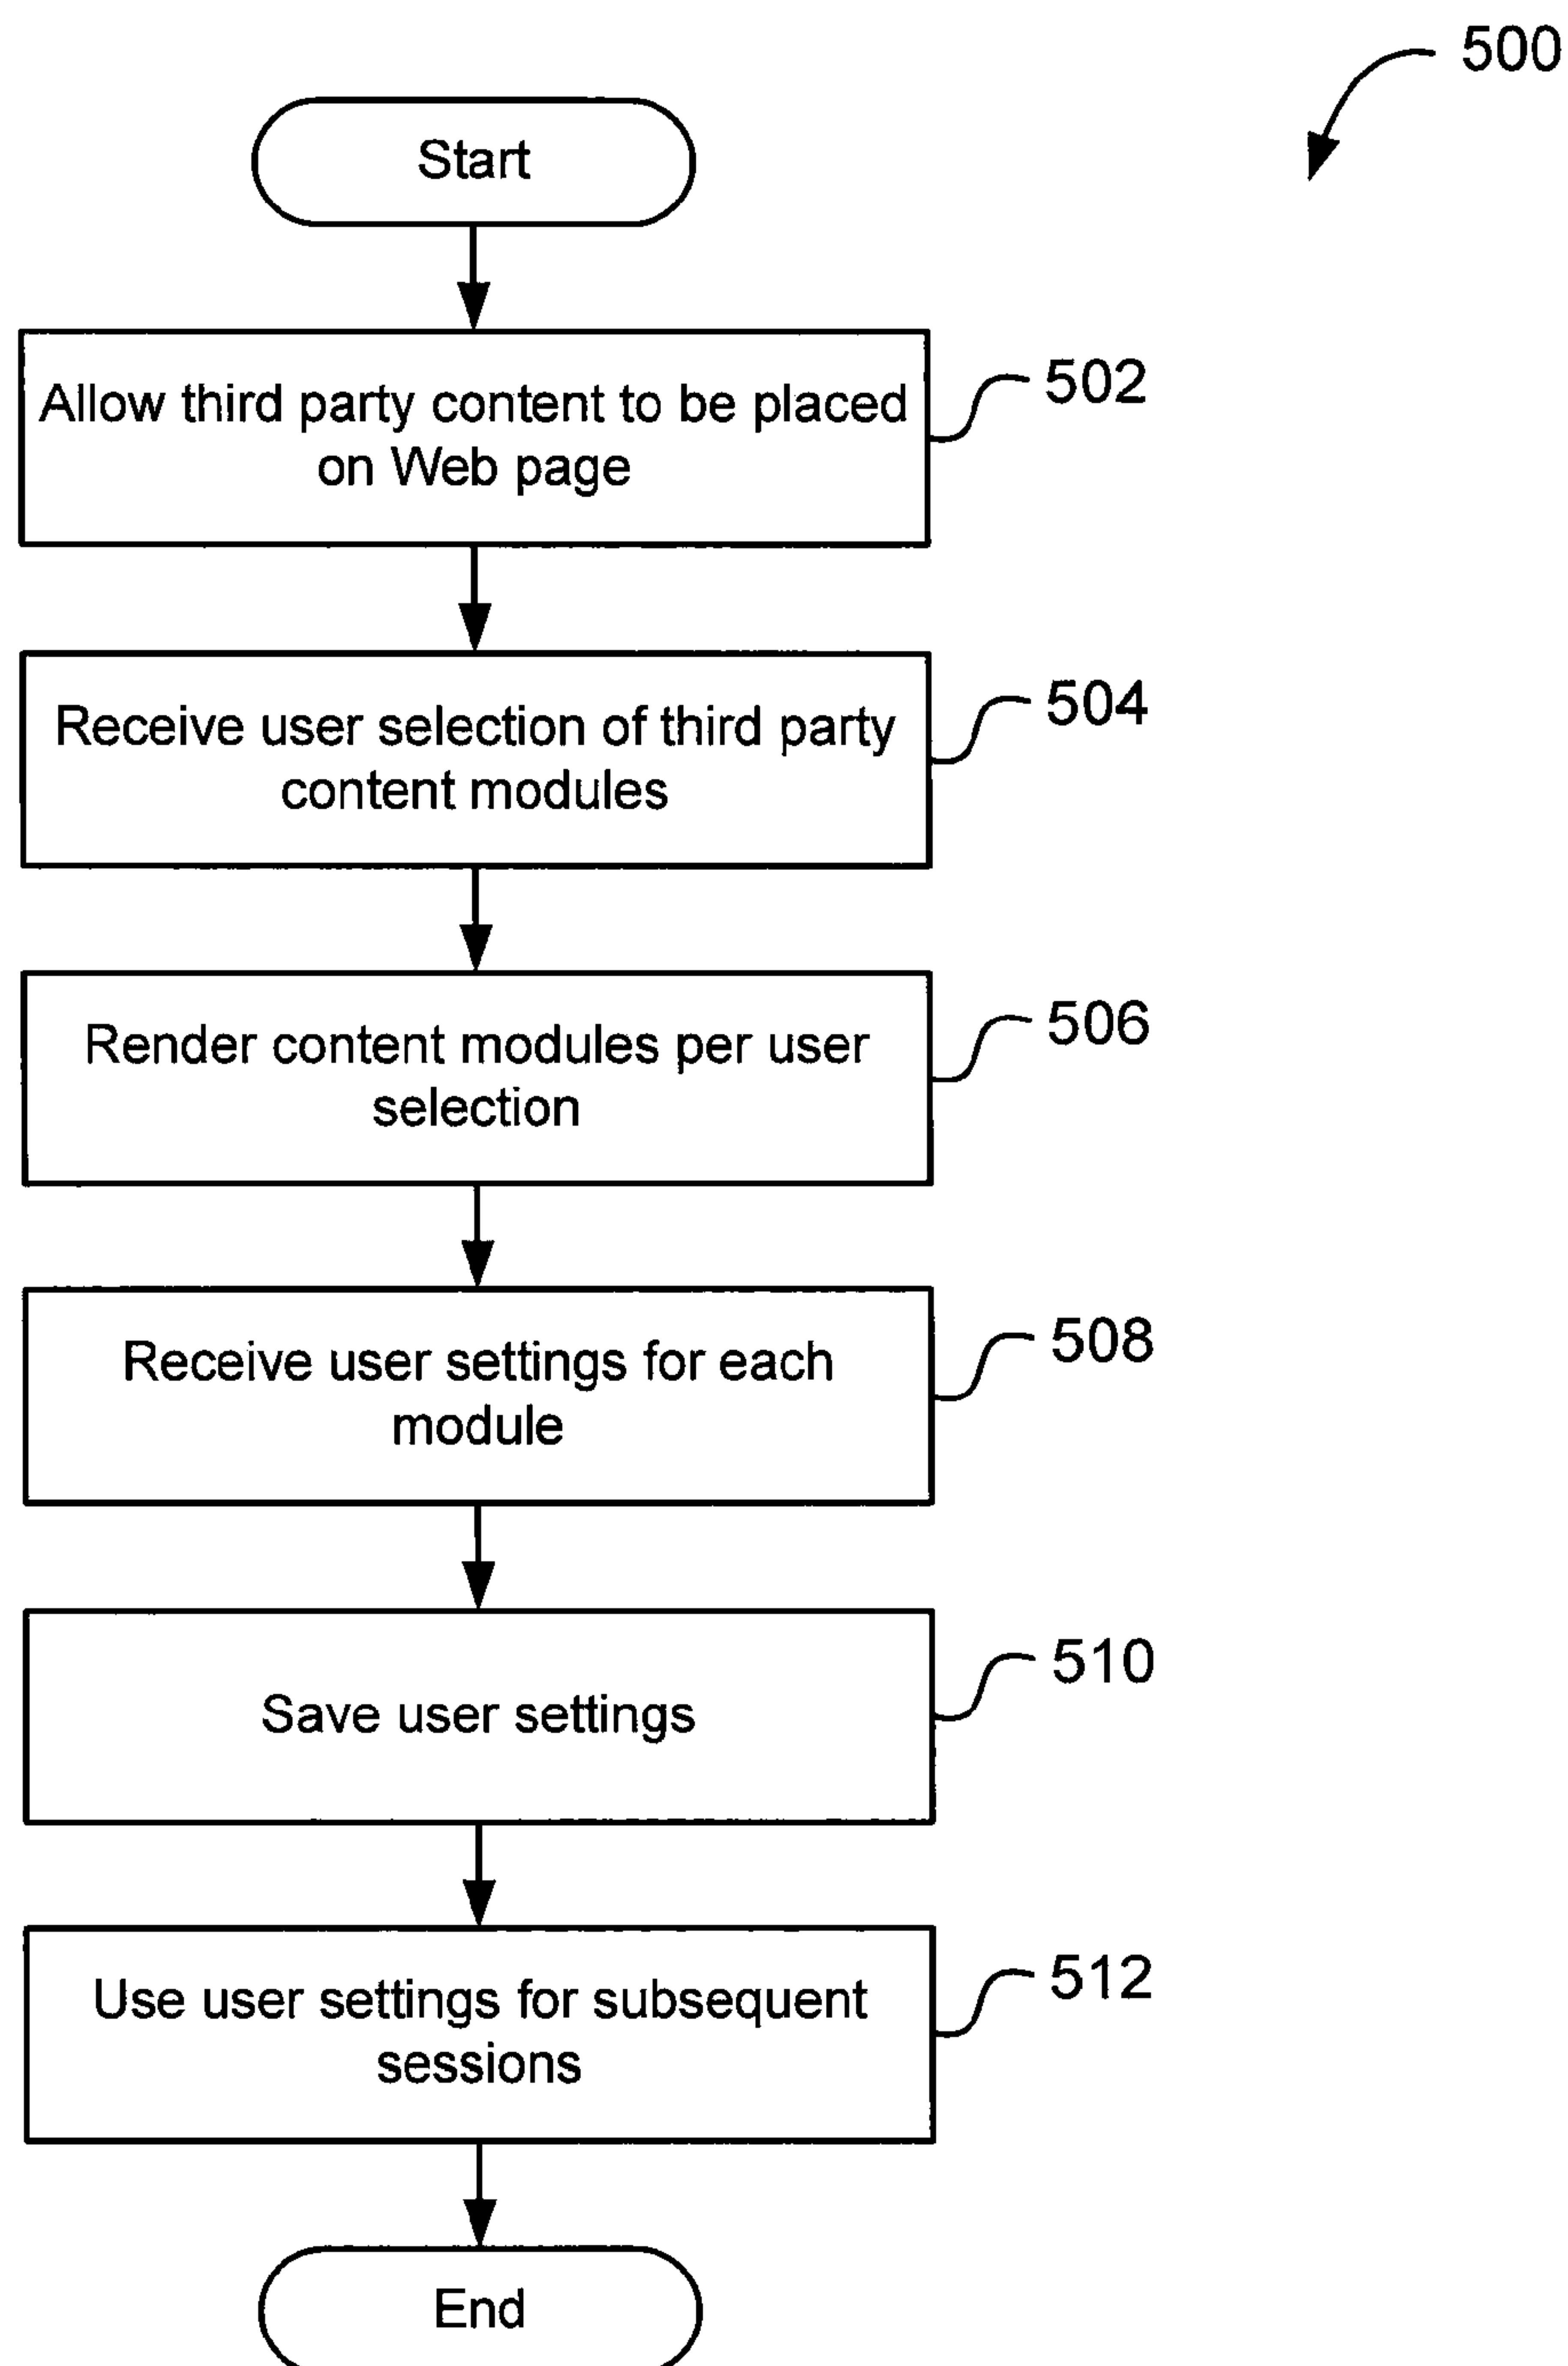 500
Start
Allow third party content to be placed
on Web page
502
Receive user selection of third party
content modules
504
Render content modules per user
selection
506
Receive user settings for each
module
508
Save user settings
510
Use user settings for subsequent
sessions
512
End